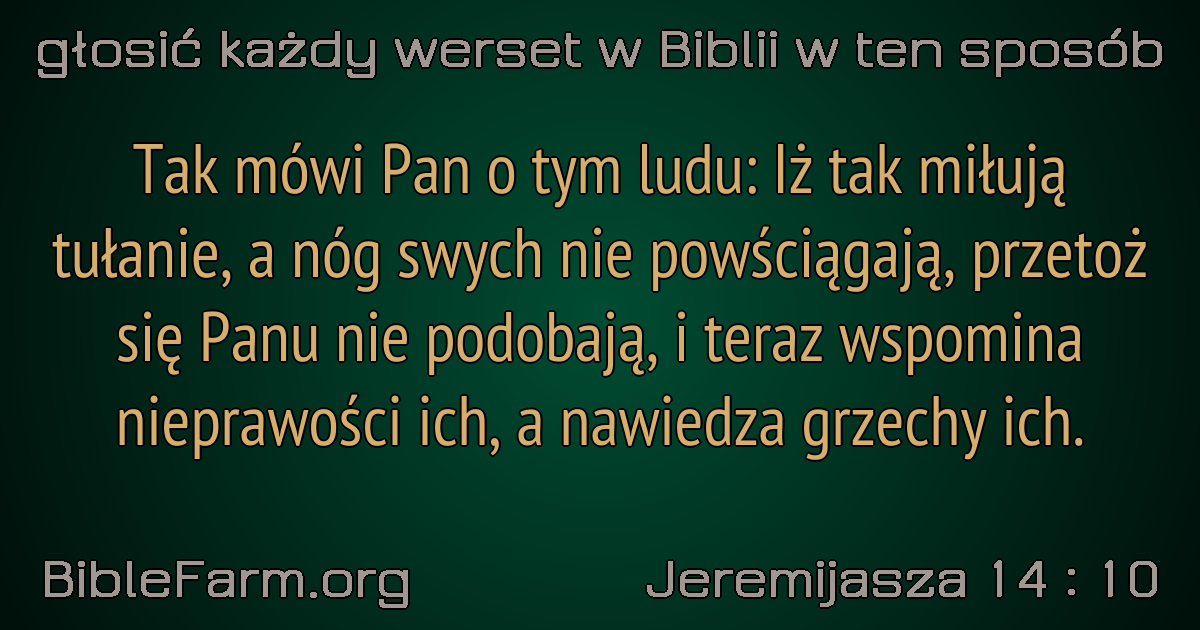 głosić każdy werset w Biblii w ten sposób
Tak mówi Pan o tym ludu: Iż tak miłują
tułanie, a nóg swych nie powściągają, przetoż
się Panu nie podobają, i teraz wspomina
nieprawości ich, a nawiedza grzechy ich.
BibleFarm.org
Jeremijasza 14 : 10